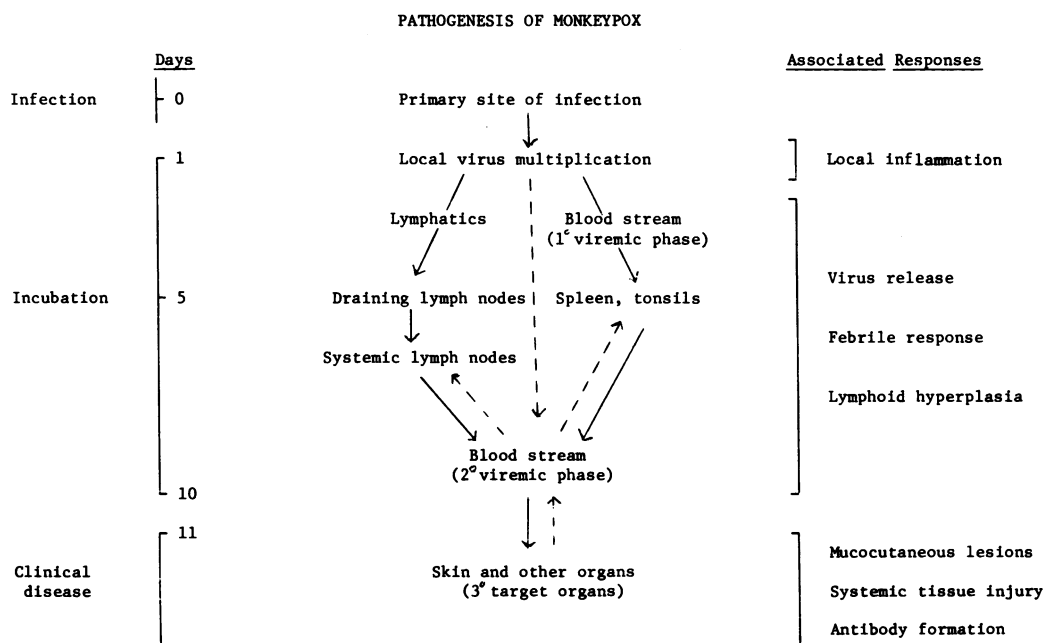 PATHOGENESIS OF MONKEYPOX
Days
Associated Responses
Infection
0
Primary site of infection
1
Local virus multiplication
Local inflammation
Lymphatics
Blood stream
(1° viremic phase)
Virus release
Incubation
5
Draining lymph nodes
Spleen, tonsils
Febrile response
Systemic lymph nodes
Lymphoid hyperplasia
Blood stream
(2° viremic phase)
10
11
Mucocutaneous lesions
Clinical
disease
Skin and other organs
(3° target organs)
Systemic tissue injury
Antibody formation